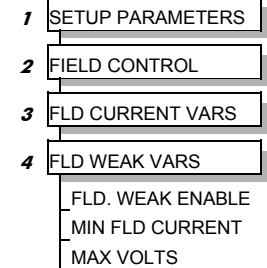 1 SETUP PARAMETERS
2 FIELD CONTROL
3 FLD CURRENT VARS
4 FLD WEAK VARS
FLD. WEAK ENABLE
MIN FLD CURRENT
MAX VOLTS